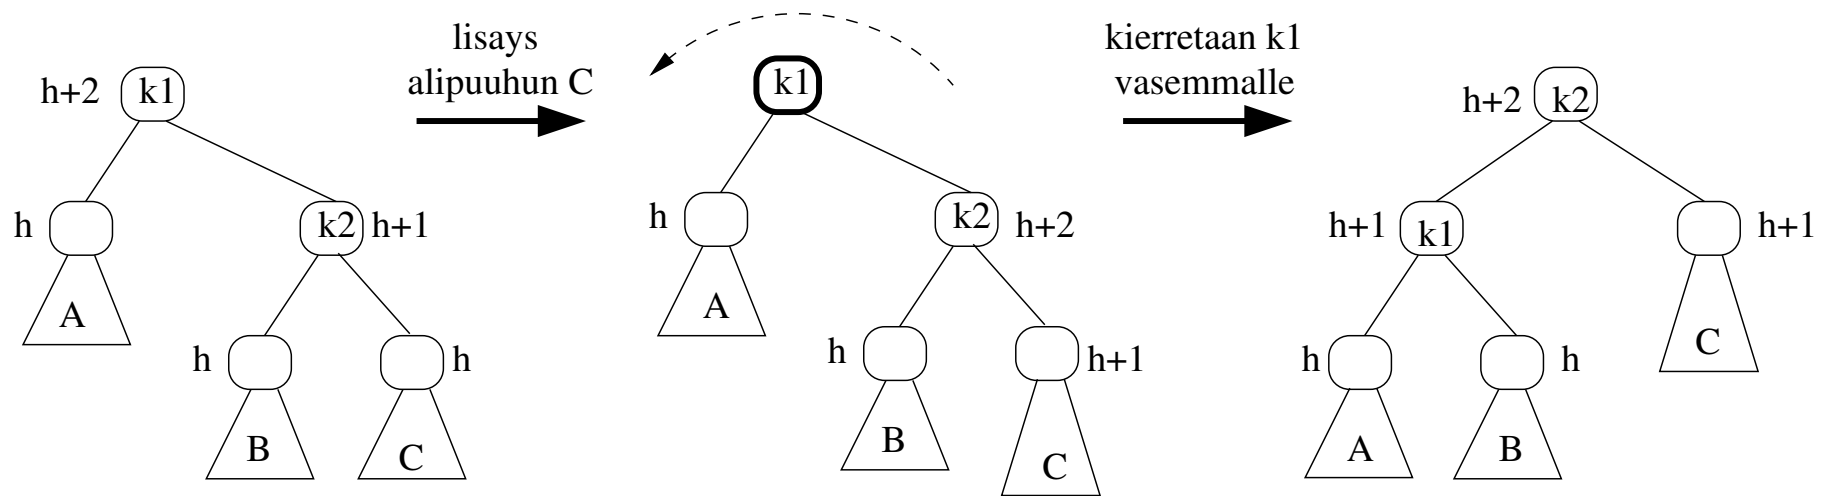 lisays
alipuuhun C
kierretaan k1
vasemmalle
h+2 k1
h k2 h+1
A
h h
B C
k1
h k2 h+2
A
h h+1
B C
h+2 k2
h+1 k1 h+1
C
h h
A B